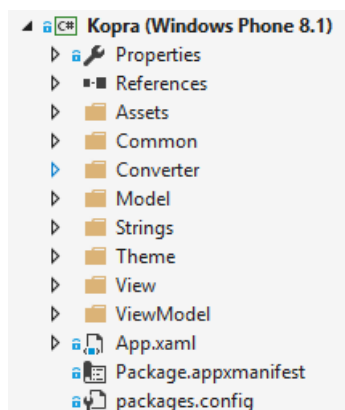 C# Kopra (Windows Phone 8.1)
Properties
References
Assets
Common
Converter
Model
Strings
Theme
View
ViewModel
App.xaml
Package.appxmanifest
packages.config